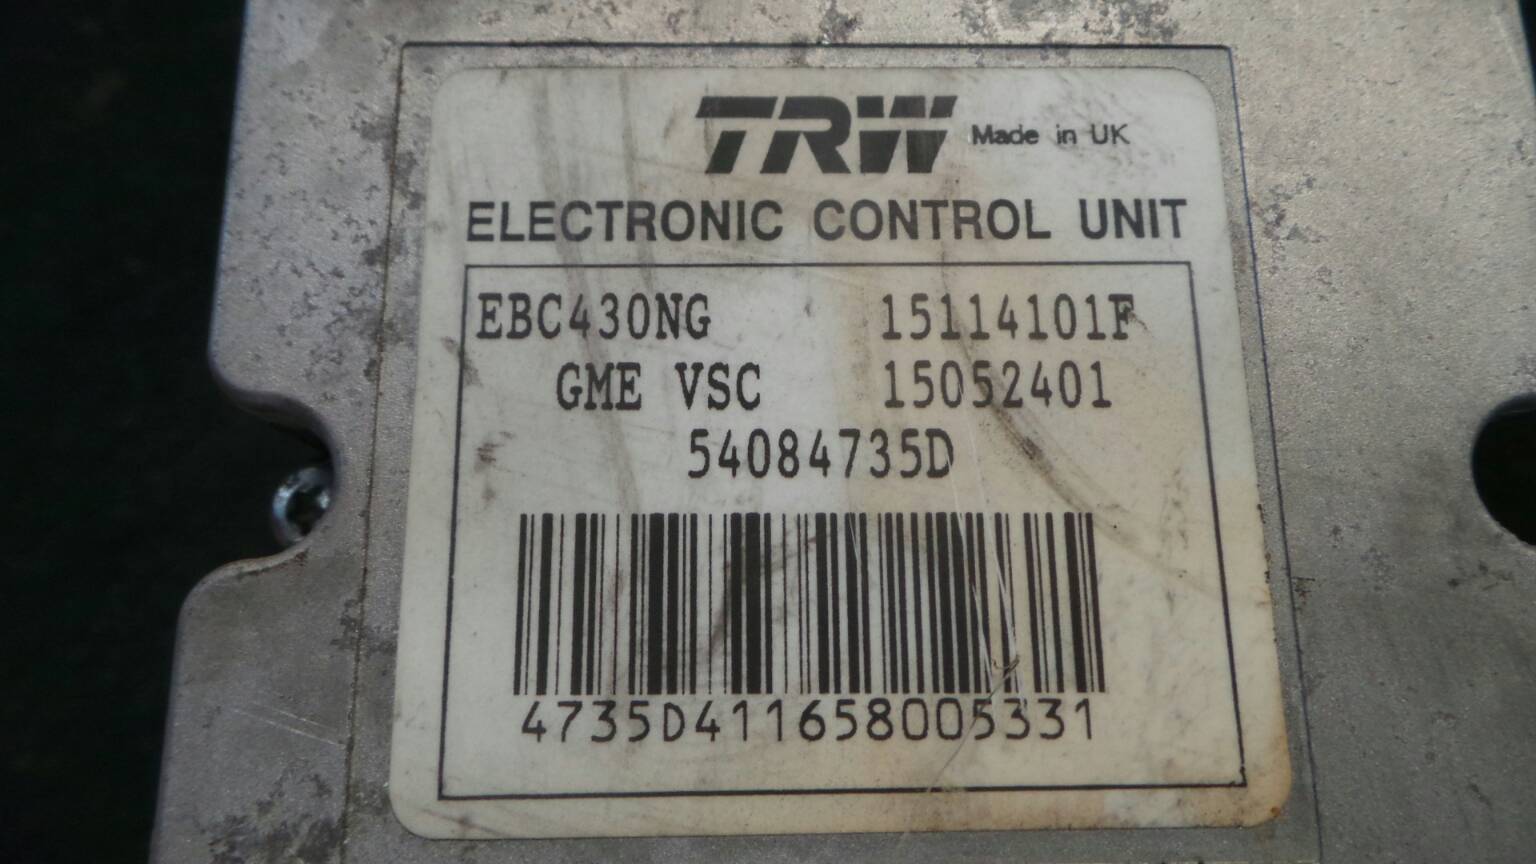 TRW Made in UK
ELECTRONIC CONTROL UNIT
EBC430NG 15114101F
GME VSC 15052401
54084735D
4735D411658005331